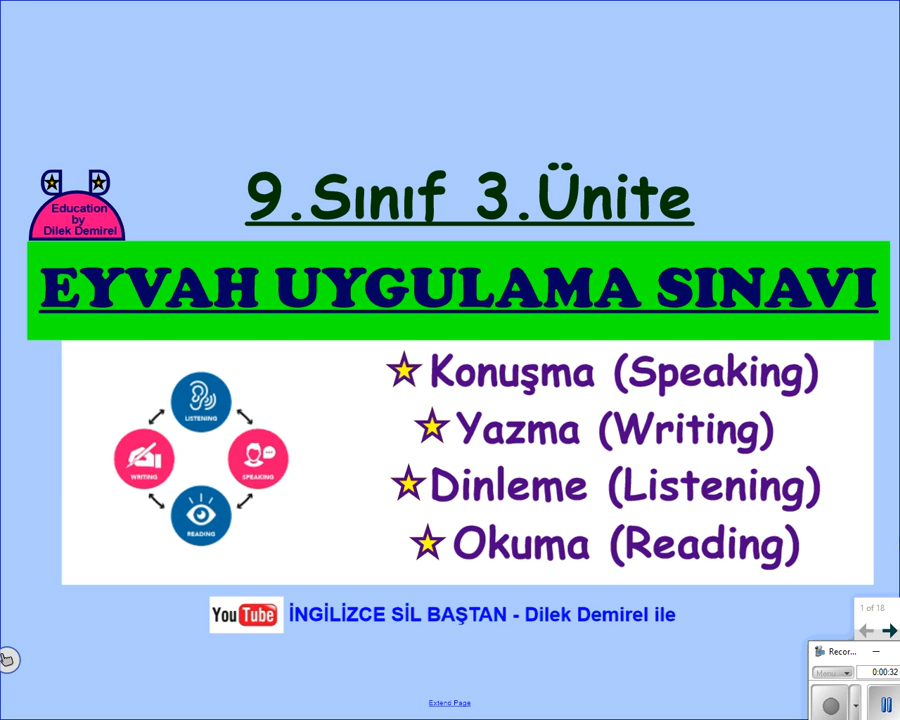 9.Sınıf 3.Ünite
Education
by
Dilek Demirel
EYVAH UYGULAMA SINAVI
Konuşma (Speaking)
Yazma (Writing)
Dinleme (Listening)
Okuma (Reading)
LISTENING
WRITING
SPEAKING
READING
YouTube İNGİLİZCE SİL BAŞTAN - Dilek Demirel ile
1 of 18
Recor...
Menu...
0:00:32
Extend Page